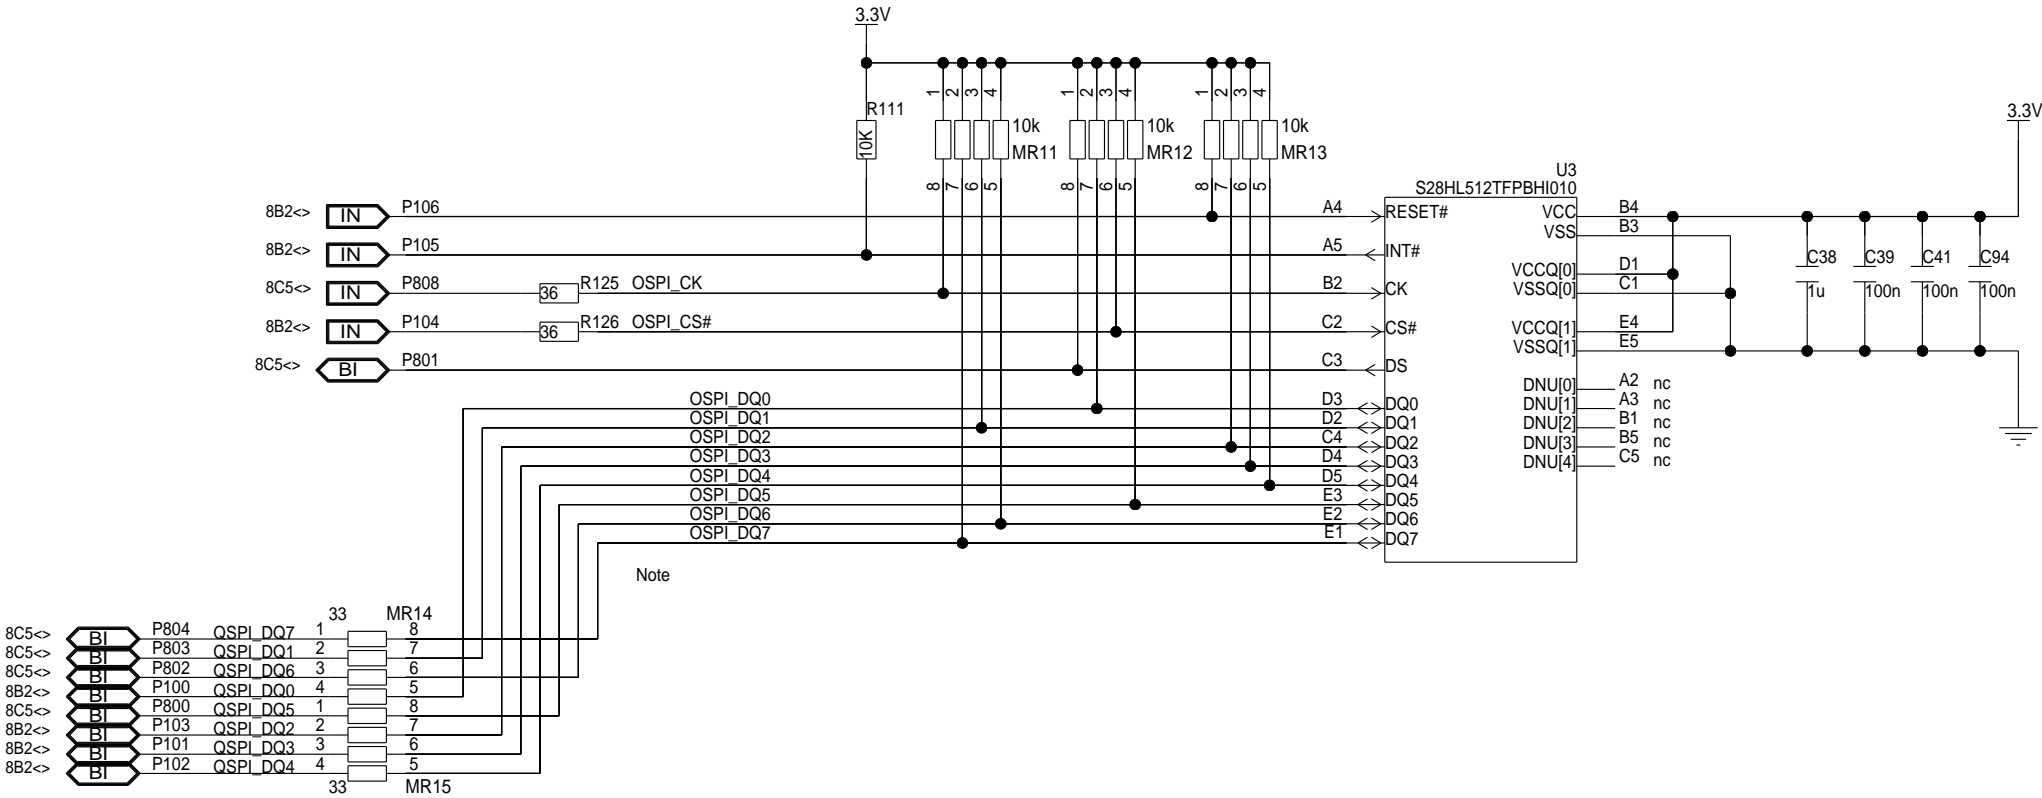 3.3V
R111
10K
1 2 3 4
10k
MR11
8 7 6 5
1 2 3 4
10k
MR12
8 7 6 5
1 2 3 4
10k
MR13
8 7 6 5
3.3V
U3
S28HL512TFPBHI010
8B2<> IN P106 A4 RESET#
8B2<> IN P105 A5 INT#
8C5<> IN P808 36 R125 OSPI_CK B2 CK
8B2<> IN P104 36 R126 OSPI_CS# C2 CS#
8C5<> BI P801 C3 DS
OSPI_DQ0 D3 DQ0
OSPI_DQ1 D2 DQ1
OSPI_DQ2 C4 DQ2
OSPI_DQ3 D4 DQ3
OSPI_DQ4 D5 DQ4
OSPI_DQ5 E3 DQ5
OSPI_DQ6 E2 DQ6
OSPI_DQ7 E1 DQ7
VCC B4
VSS B3
VCCQ[0] D1
VSSQ[0] C1
VCCQ[1] E4
VSSQ[1] E5
DNU[0] A2 nc
DNU[1] A3 nc
DNU[2] B1 nc
DNU[3] B5 nc
DNU[4] C5 nc
C38 C39 C41 C94
1u 100n 100n 100n
Note
33 MR14
8C5<> BI P804 QSPI_DQ7 1 8
8C5<> BI P803 QSPI_DQ1 2 7
8C5<> BI P802 QSPI_DQ6 3 6
8B2<> BI P100 QSPI_DQ0 4 5
8C5<> BI P800 QSPI_DQ5 1 8
8B2<> BI P103 QSPI_DQ2 2 7
8B2<> BI P101 QSPI_DQ3 3 6
8B2<> BI P102 QSPI_DQ4 4 5
33 MR15